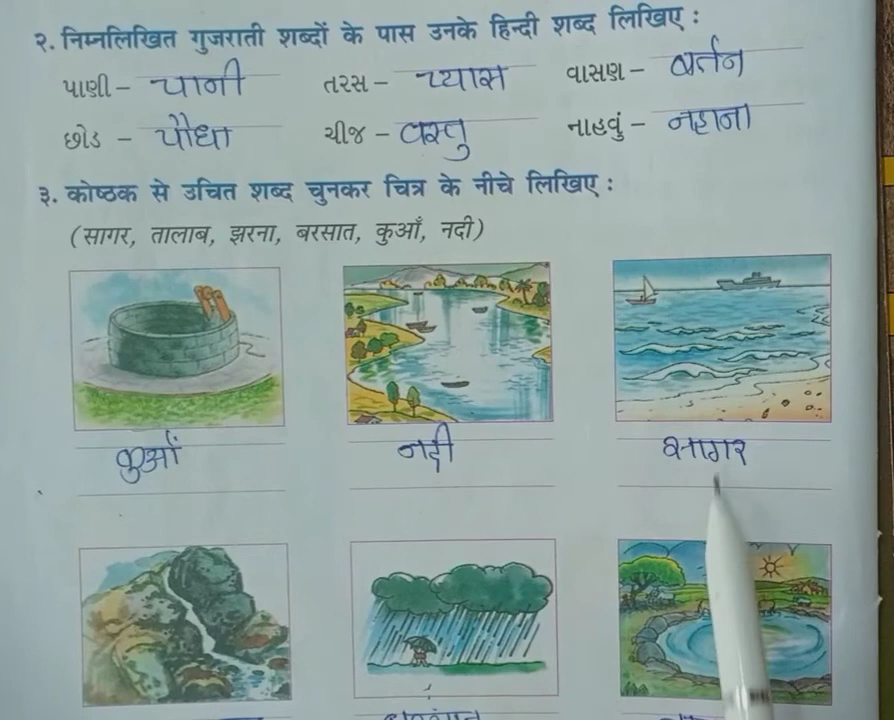 २. निम्नलिखित गुजराती शब्दों के पास उनके हिन्दी शब्द लिखिए :
પાણી – पानी તરસ – प्यास વાસણ – बर्तन
છોડ – पौधा ચીજ – वस्तु નાહવું – नहाना
३. कोष्ठक से उचित शब्द चुनकर चित्र के नीचे लिखिए :
(सागर, तालाब, झरना, बरसात, कुआँ, नदी)
कुआँ नदी सागर